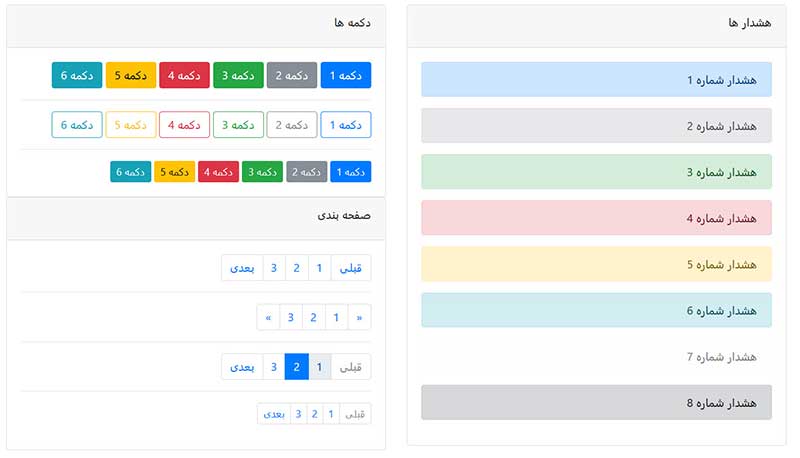 هشدار ها
هشدار شماره 1
هشدار شماره 2
هشدار شماره 3
هشدار شماره 4
هشدار شماره 5
هشدار شماره 6
هشدار شماره 7
هشدار شماره 8
دکمه ها
دکمه 1 دکمه 2 دکمه 3 دکمه 4 دکمه 5 دکمه 6
دکمه 1 دکمه 2 دکمه 3 دکمه 4 دکمه 5 دکمه 6
دکمه 1 دکمه 2 دکمه 3 دکمه 4 دکمه 5 دکمه 6
صفحه بندی
قبلی 1 2 3 بعدی
» 1 2 3 «
قبلی 1 2 3 بعدی
قبلی 1 2 3 بعدی